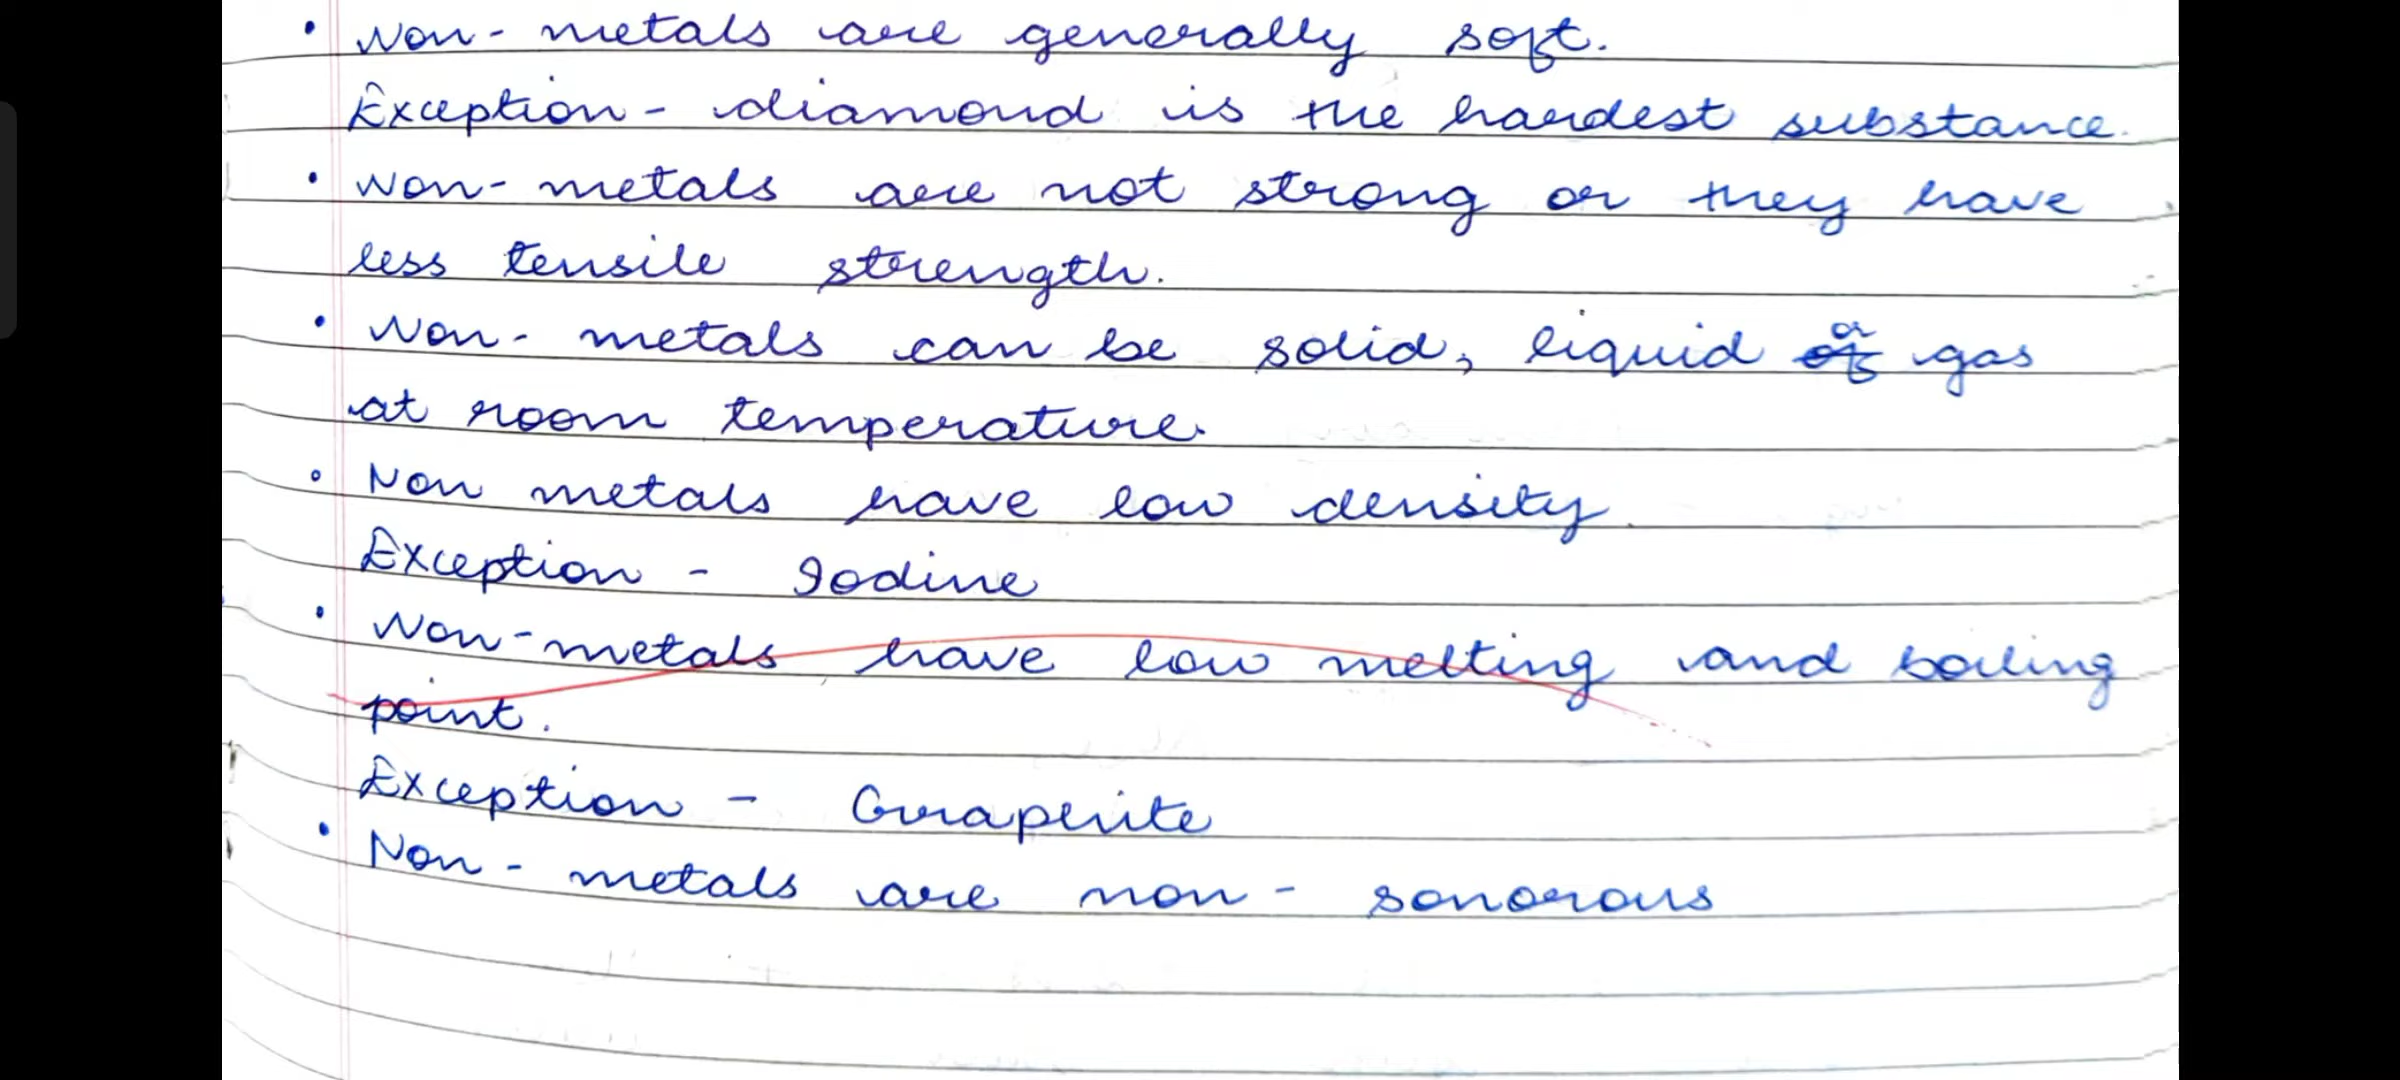 • Non-metals are generally soft.
Exception - diamond is the hardest substance.
• Non-metals are not strong or they have
less tensile strength.
• Non-metals can be solid, liquid or gas
at room temperature.
• Non metals have low density.
Exception - Iodine
• Non-metals have low melting and boiling
point.
Exception - Graphite
• Non-metals are non-sonorous